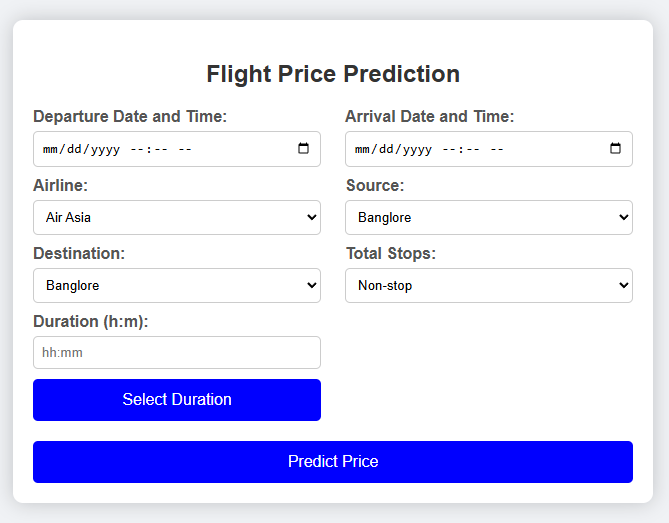 Flight Price Prediction
Departure Date and Time: Arrival Date and Time:
mm/dd/yyyy --:-- -- mm/dd/yyyy --:-- --
Airline: Source:
Air Asia Banglore
Destination: Total Stops:
Banglore Non-stop
Duration (h:m):
hh:mm
Select Duration
Predict Price